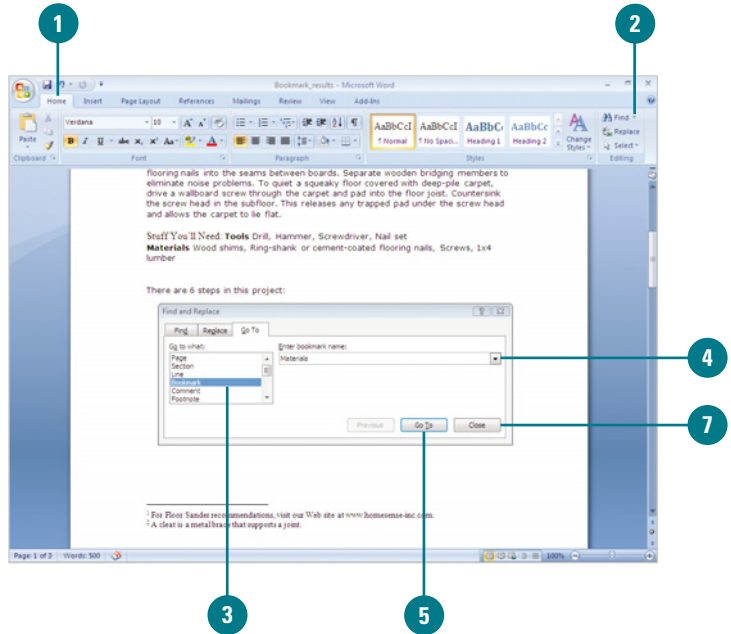 1
2
Bookmark_results - Microsoft Word
Home Insert Page Layout References Mailings Review View Add-Ins
Verdana 10
AaBbCcI AaBbCcI AaBbC AaBbCc
Paste
B I U abc x₂ x² Aa A
¶ Normal ¶ No Spaci... Heading 1 Heading 2
Change Styles
Find
Replace
Select
Clipboard Font Paragraph Styles Editing
flooring nails into the seams between boards. Separate wooden bridging members to
eliminate noise problems. To quiet a squeaky floor covered with deep-pile carpet,
drive a wallboard screw through the carpet and pad into the floor joist. Countersink
the screw head in the subfloor. This releases any trapped pad under the screw head
and allows the carpet to lie flat.
Stuff You'll Need: Tools Drill, Hammer, Screwdriver, Nail set
Materials Wood shims, Ring-shank or cement-coated flooring nails, Screws, 1x4
lumber
There are 6 steps in this project:
Find and Replace
Find Replace Go To
Go to what:
Enter bookmark name:
Page
Section
Line
Bookmark
Comment
Footnote
Materials
4
Previous Go To Close
7
1 For Floor Sander recommendations, visit our Web site at www.homesense-inc.com.
2 A cleat is a metal brace that supports a joint.
Page: 1 of 3 Words: 500
100%
3
5